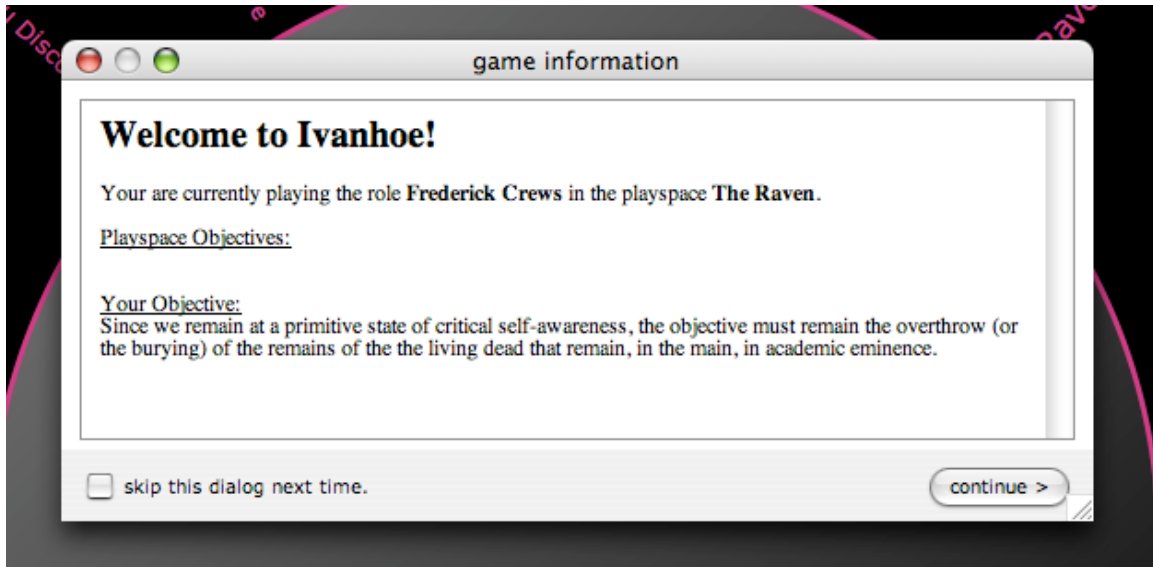 y Disco
e
Rave
game information
Welcome to Ivanhoe!
Your are currently playing the role Frederick Crews in the playspace The Raven.
Playspace Objectives:
Your Objective:
Since we remain at a primitive state of critical self-awareness, the objective must remain the overthrow (or
the burying) of the remains of the the living dead that remain, in the main, in academic eminence.
skip this dialog next time.
continue >